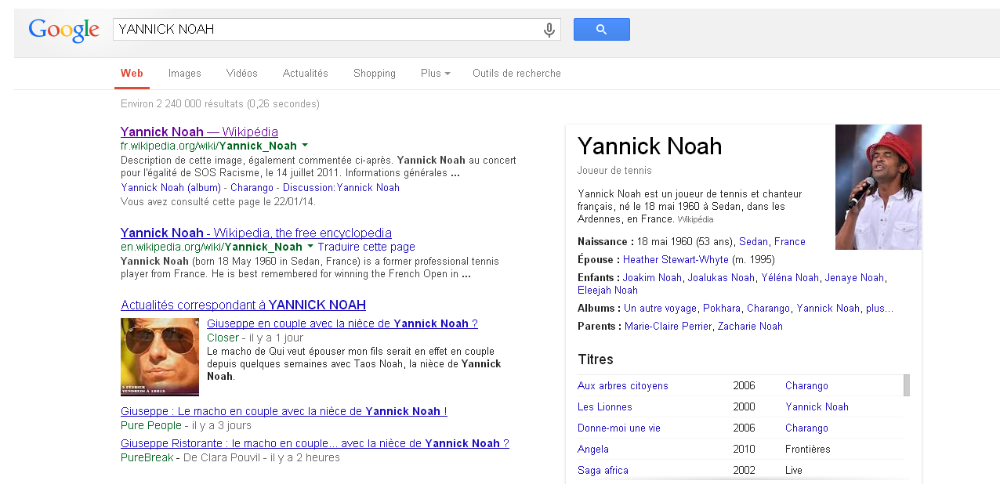 Google
YANNICK NOAH
Web Images Vidéos Actualités Shopping Plus Outils de recherche
Environ 2 240 000 résultats (0,26 secondes)
Yannick Noah — Wikipédia
fr.wikipedia.org/wiki/Yannick_Noah
Description de cette image, également commentée ci-après. Yannick Noah au concert
pour l'égalité de SOS Racisme, le 14 juillet 2011. Informations générales ...
Yannick Noah (album) - Charango - Discussion:Yannick Noah
Vous avez consulté cette page le 22/01/14.
Yannick Noah - Wikipedia, the free encyclopedia
en.wikipedia.org/wiki/Yannick_Noah Traduire cette page
Yannick Noah (born 18 May 1960 in Sedan, France) is a former professional tennis
player from France. He is best remembered for winning the French Open in ...
Actualités correspondant à YANNICK NOAH
Giuseppe en couple avec la nièce de Yannick Noah ?
Closer - il y a 1 jour
Le macho de Qui veut épouser mon fils serait en effet en couple
depuis quelques semaines avec Taos Noah, la nièce de Yannick
Noah.
5 FÉVRIER
VENDREDI À 18H15
Giuseppe : Le macho en couple avec la nièce de Yannick Noah !
Pure People - il y a 3 jours
Giuseppe Ristorante : le macho en couple... avec la nièce de Yannick Noah ?
PureBreak - De Clara Pouvil - il y a 2 heures
Yannick Noah
Joueur de tennis
Yannick Noah est un joueur de tennis et chanteur
français, né le 18 mai 1960 à Sedan, dans les
Ardennes, en France. Wikipédia
Naissance : 18 mai 1960 (53 ans), Sedan, France
Épouse : Heather Stewart-Whyte (m. 1995)
Enfants : Joakim Noah, Joalukas Noah, Yéléna Noah, Jenaye Noah,
Eleejah Noah
Albums : Un autre voyage, Pokhara, Charango, Yannick Noah, plus...
Parents : Marie-Claire Perrier, Zacharie Noah
Titres
Aux arbres citoyens 2006 Charango
Les Lionnes 2000 Yannick Noah
Donne-moi une vie 2006 Charango
Angela 2010 Frontières
Saga africa 2002 Live